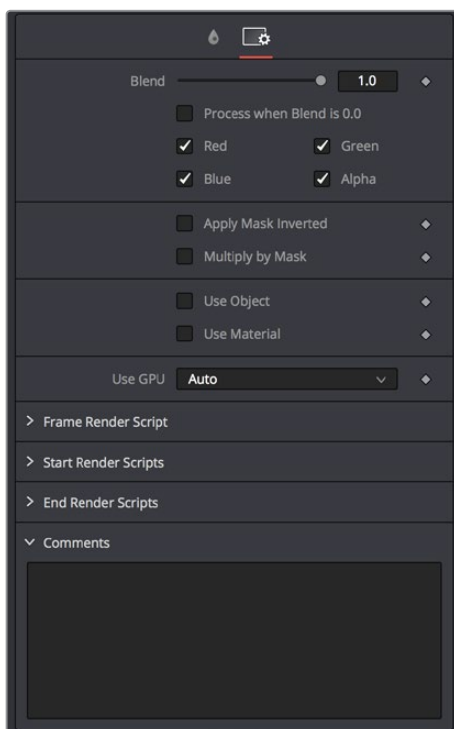 Blend 1.0
Process when Blend is 0.0
Red Green
Blue Alpha
Apply Mask Inverted
Multiply by Mask
Use Object
Use Material
Use GPU Auto
Frame Render Script
Start Render Scripts
End Render Scripts
Comments